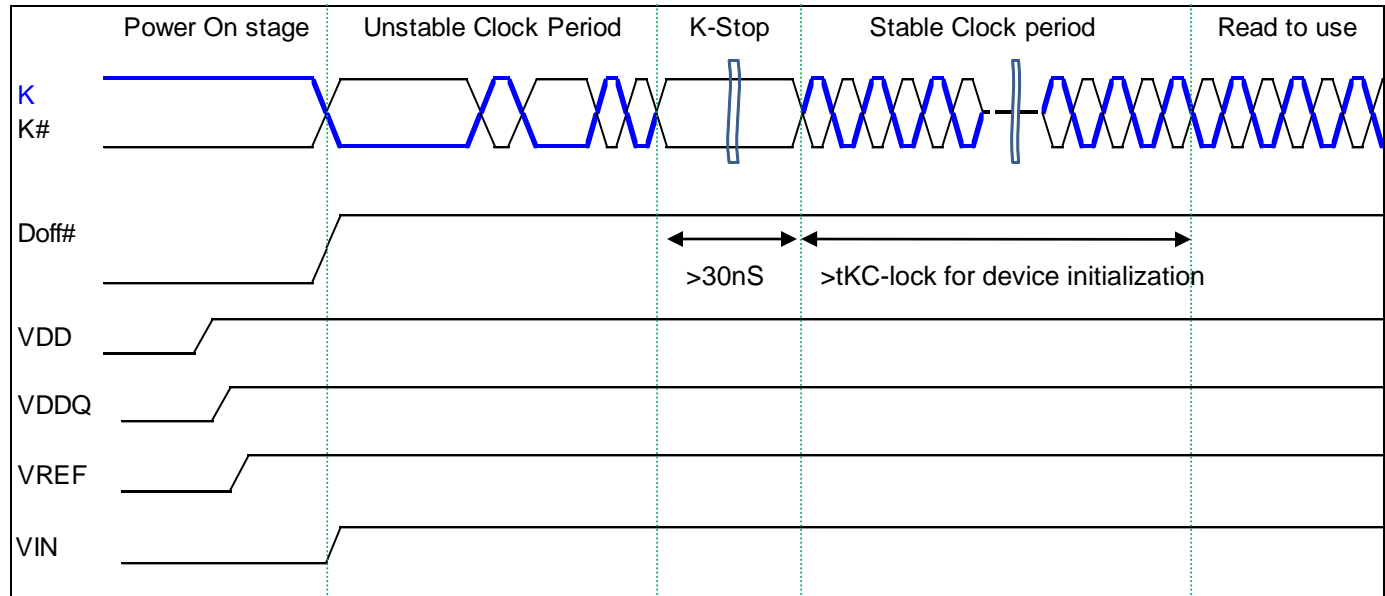 Power On stage Unstable Clock Period K-Stop Stable Clock period Read to use
K
K#
Doff#
>30nS >tKC-lock for device initialization
VDD
VDDQ
VREF
VIN